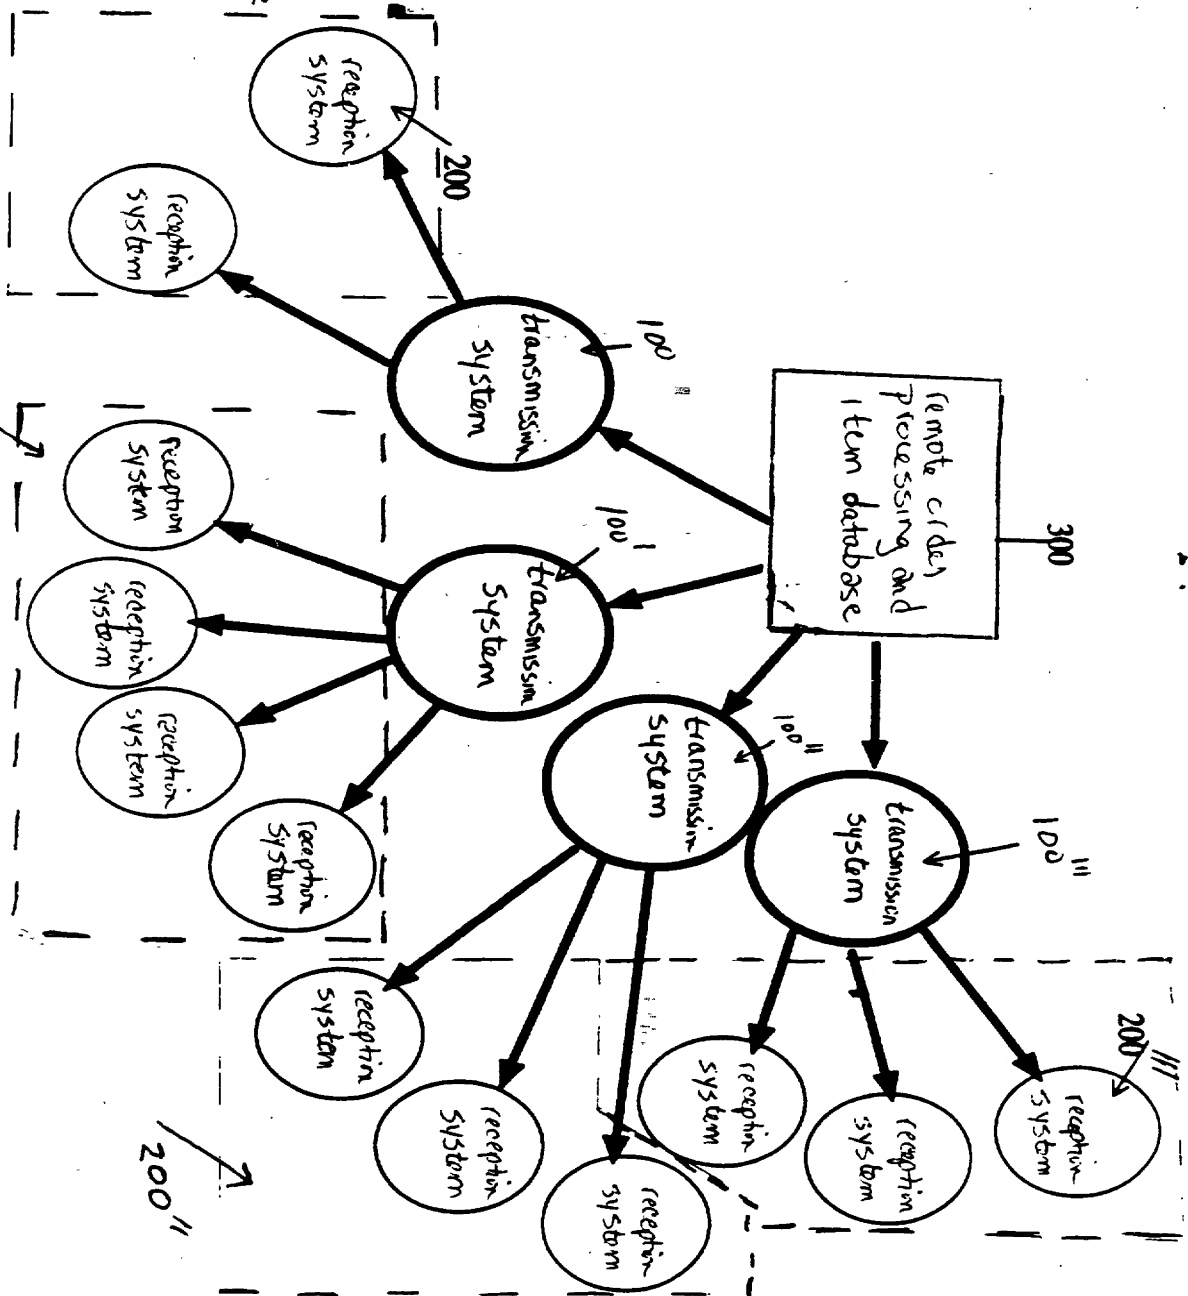 300
remote order
processing and
item database
100
transmission
system
100'
transmission
system
100"
transmission
system
100'''
transmission
system
200
reception
system
reception
system
reception
system
reception
system
reception
system
reception
system
reception
system
reception
system
reception
system
200"
reception
system
reception
system
reception
system
200'''